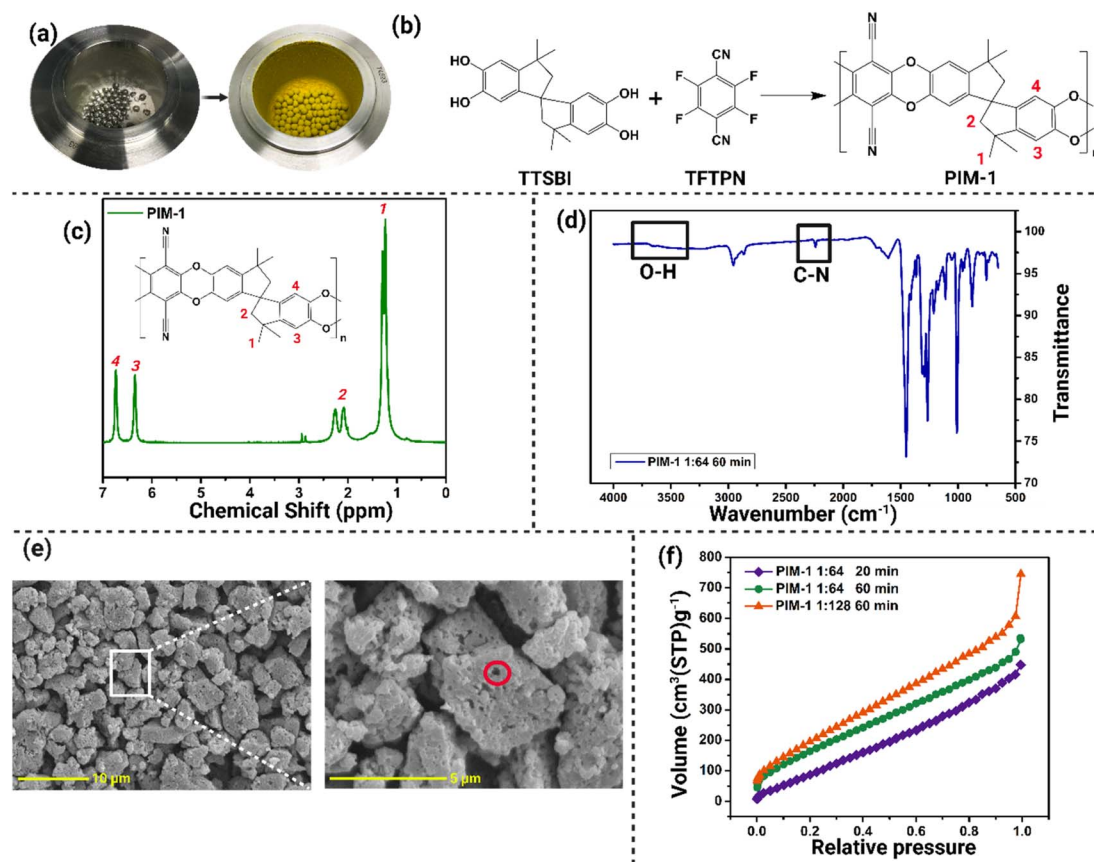 (a)
(b)
HO
HO
OH
OH
TTSBI
+
CN
F
F
F
F
CN
TFTPN
N
O
O
N
1
2
3
4
O
O
n
PIM-1
(c)
PIM-1
N
O
O
N
1
2
3
4
O
O
n
4
3
2
1
7 6 5 4 3 2 1 0
Chemical Shift (ppm)
(d)
O-H
C-N
PIM-1 1:64 60 min
100
95
90
85
80
75
70
Transmittance
4000 3500 3000 2500 2000 1500 1000 500
Wavenumber (cm⁻¹)
(e)
10 µm
5 µm
(f)
PIM-1 1:64 20 min
PIM-1 1:64 60 min
PIM-1 1:128 60 min
800
700
600
500
400
300
200
100
0
Volume (cm³(STP)g⁻¹)
0.0 0.2 0.4 0.6 0.8 1.0
Relative pressure